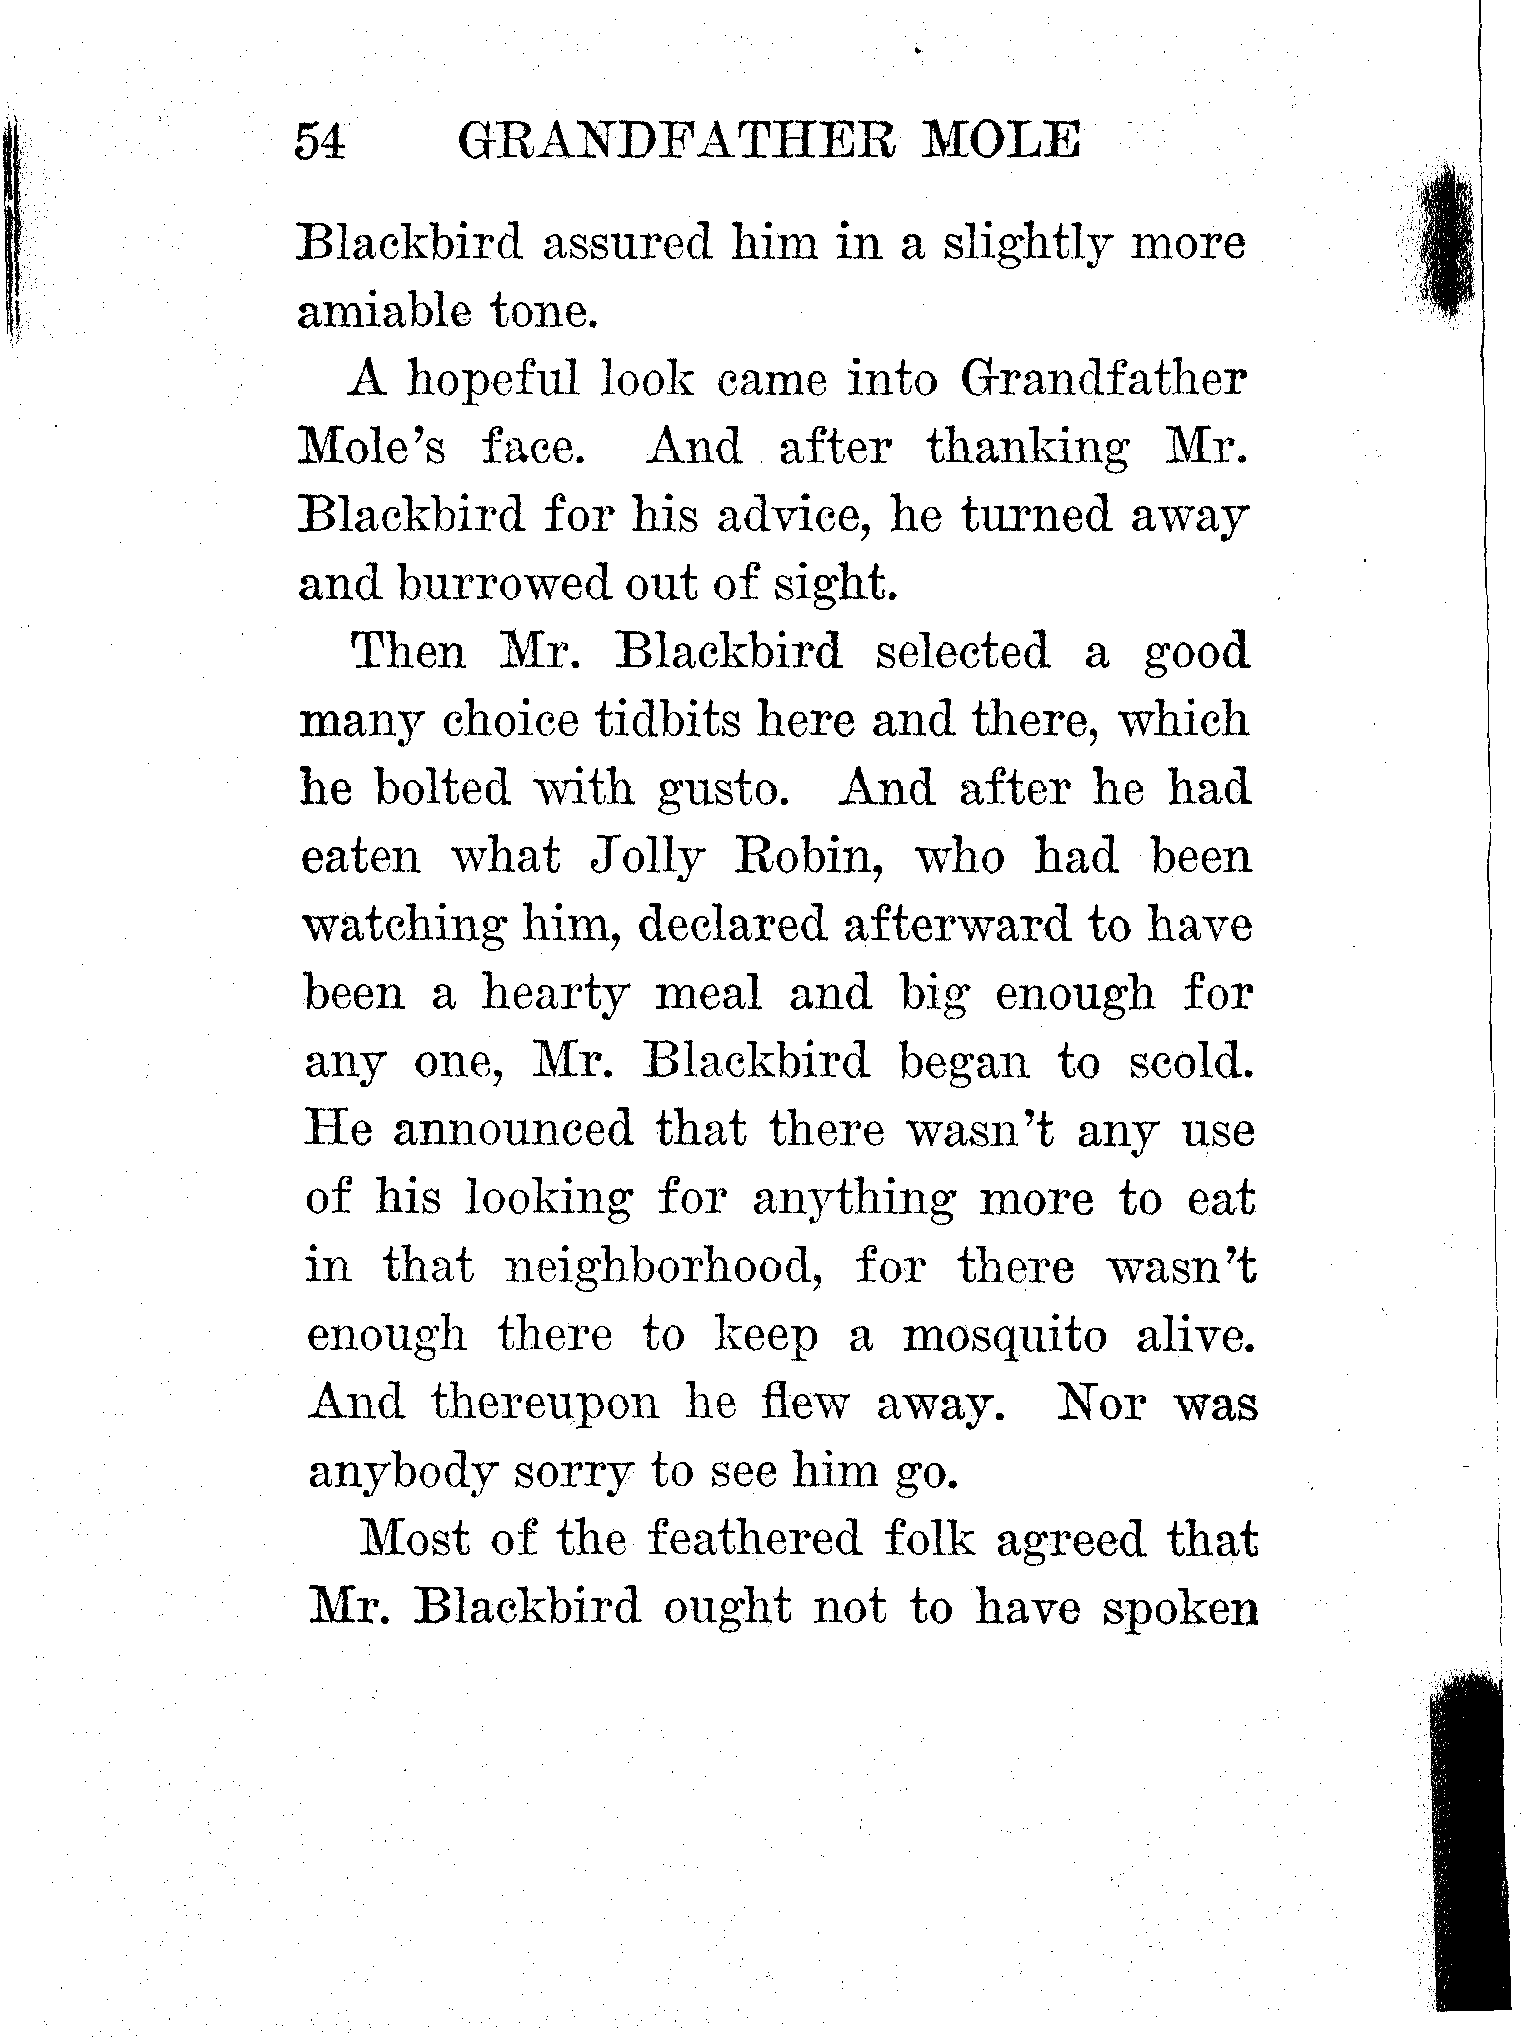 54 GRANDFATHER MOLE
Blackbird assured him in a slightly more
amiable tone.
A hopeful look came into Grandfather
Mole's face. And after thanking Mr.
Blackbird for his advice, he turned away
and burrowed out of sight.
Then Mr. Blackbird selected a good
many choice tidbits here and there, which
he bolted with gusto. And after he had
eaten what Jolly Robin, who had been
watching him, declared afterward to have
been a hearty meal and big enough for
any one, Mr. Blackbird began to scold.
He announced that there wasn't any use
of his looking for anything more to eat
in that neighborhood, for there wasn't
enough there to keep a mosquito alive.
And thereupon he flew away. Nor was
anybody sorry to see him go.
Most of the feathered folk agreed that
Mr. Blackbird ought not to have spoken